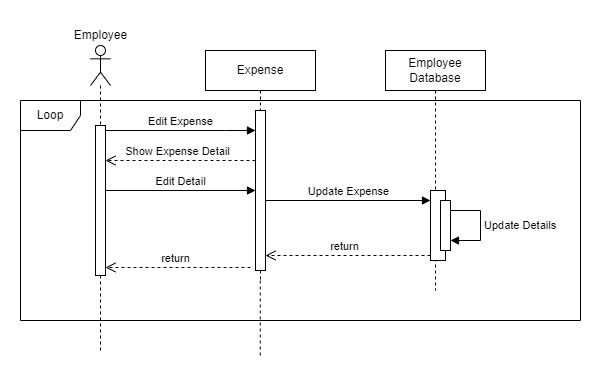 Employee
Expense
Employee
Database
Loop
Edit Expense
Show Expense Detail
Edit Detail
Update Expense
Update Details
return
return